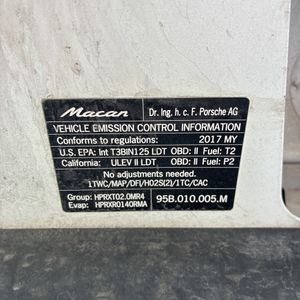 Macan Dr. Ing. h. c. F. Porsche AG
VEHICLE EMISSION CONTROL INFORMATION
Conforms to regulations: 2017 MY
U.S. EPA: Int T3BIN125 LDT OBD: II Fuel: T2
California: ULEV II LDT OBD: II Fuel: P2
No adjustments needed.
1TWC/MAP/DFI/HO2S(2)/1TC/CAC
Group: HPRXT02.0MR4
Evap: HPRXR0140RMA
95B.010.005.M